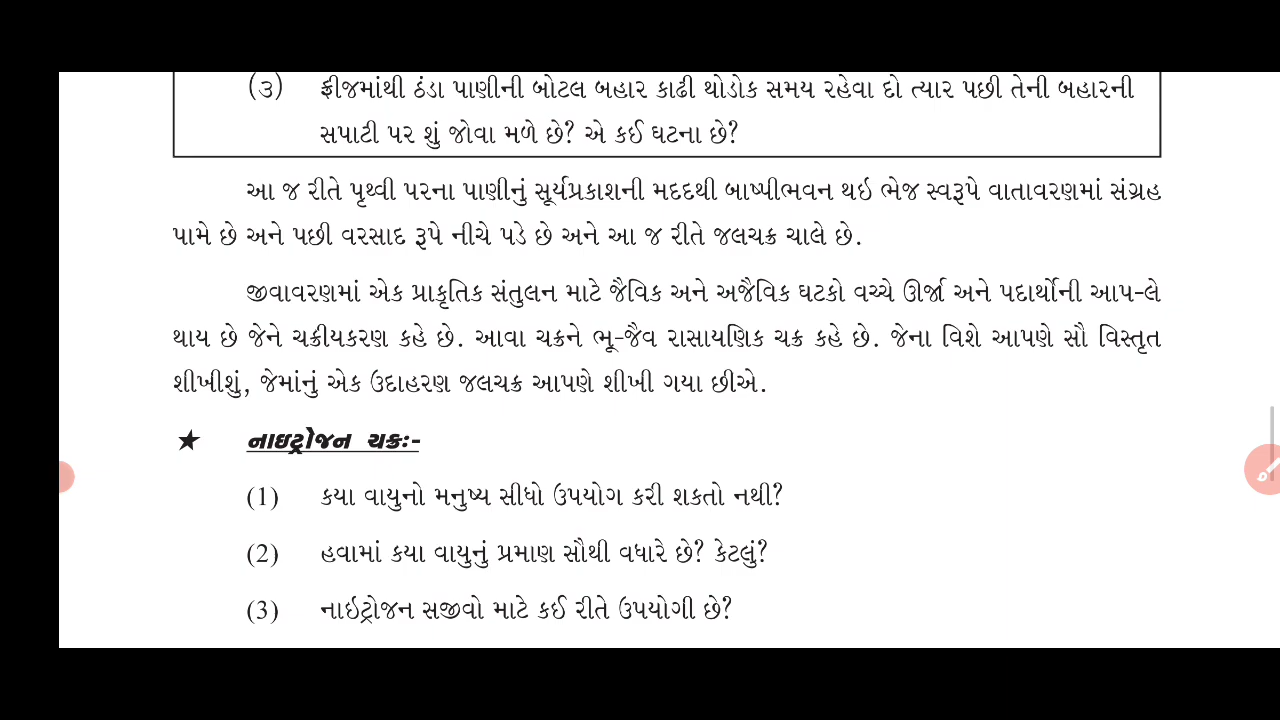 (૩) ફ્રીજમાંથી ઠંડા પાણીની બોટલ બહાર કાઢી થોડોક સમય રહેવા દો ત્યાર પછી તેની બહારની
સપાટી પર શું જોવા મળે છે? એ કઈ ઘટના છે?
આ જ રીતે પૃથ્વી પરના પાણીનું સૂર્યપ્રકાશની મદદથી બાષ્પીભવન થઇ ભેજ સ્વરૂપે વાતાવરણમાં સંગ્રહ
પામે છે અને પછી વરસાદ રૂપે નીચે પડે છે અને આ જ રીતે જલચક્ર ચાલે છે.
જીવાવરણમાં એક પ્રાકૃતિક સંતુલન માટે જૈવિક અને અજૈવિક ઘટકો વચ્ચે ઊર્જા અને પદાર્થોની આપ-લે
થાય છે જેને ચક્રીયકરણ કહે છે. આવા ચક્રને ભૂ-જૈવ રાસાયણિક ચક્ર કહે છે. જેના વિશે આપણે સૌ વિસ્તૃત
શીખીશું, જેમાંનું એક ઉદાહરણ જલચક્ર આપણે શીખી ગયા છીએ.
★ નાઇટ્રોજન ચક્રઃ-
(1) કયા વાયુનો મનુષ્ય સીધો ઉપયોગ કરી શકતો નથી?
(2) હવામાં કયા વાયુનું પ્રમાણ સૌથી વધારે છે? કેટલું?
(3) નાઇટ્રોજન સજીવો માટે કઈ રીતે ઉપયોગી છે?